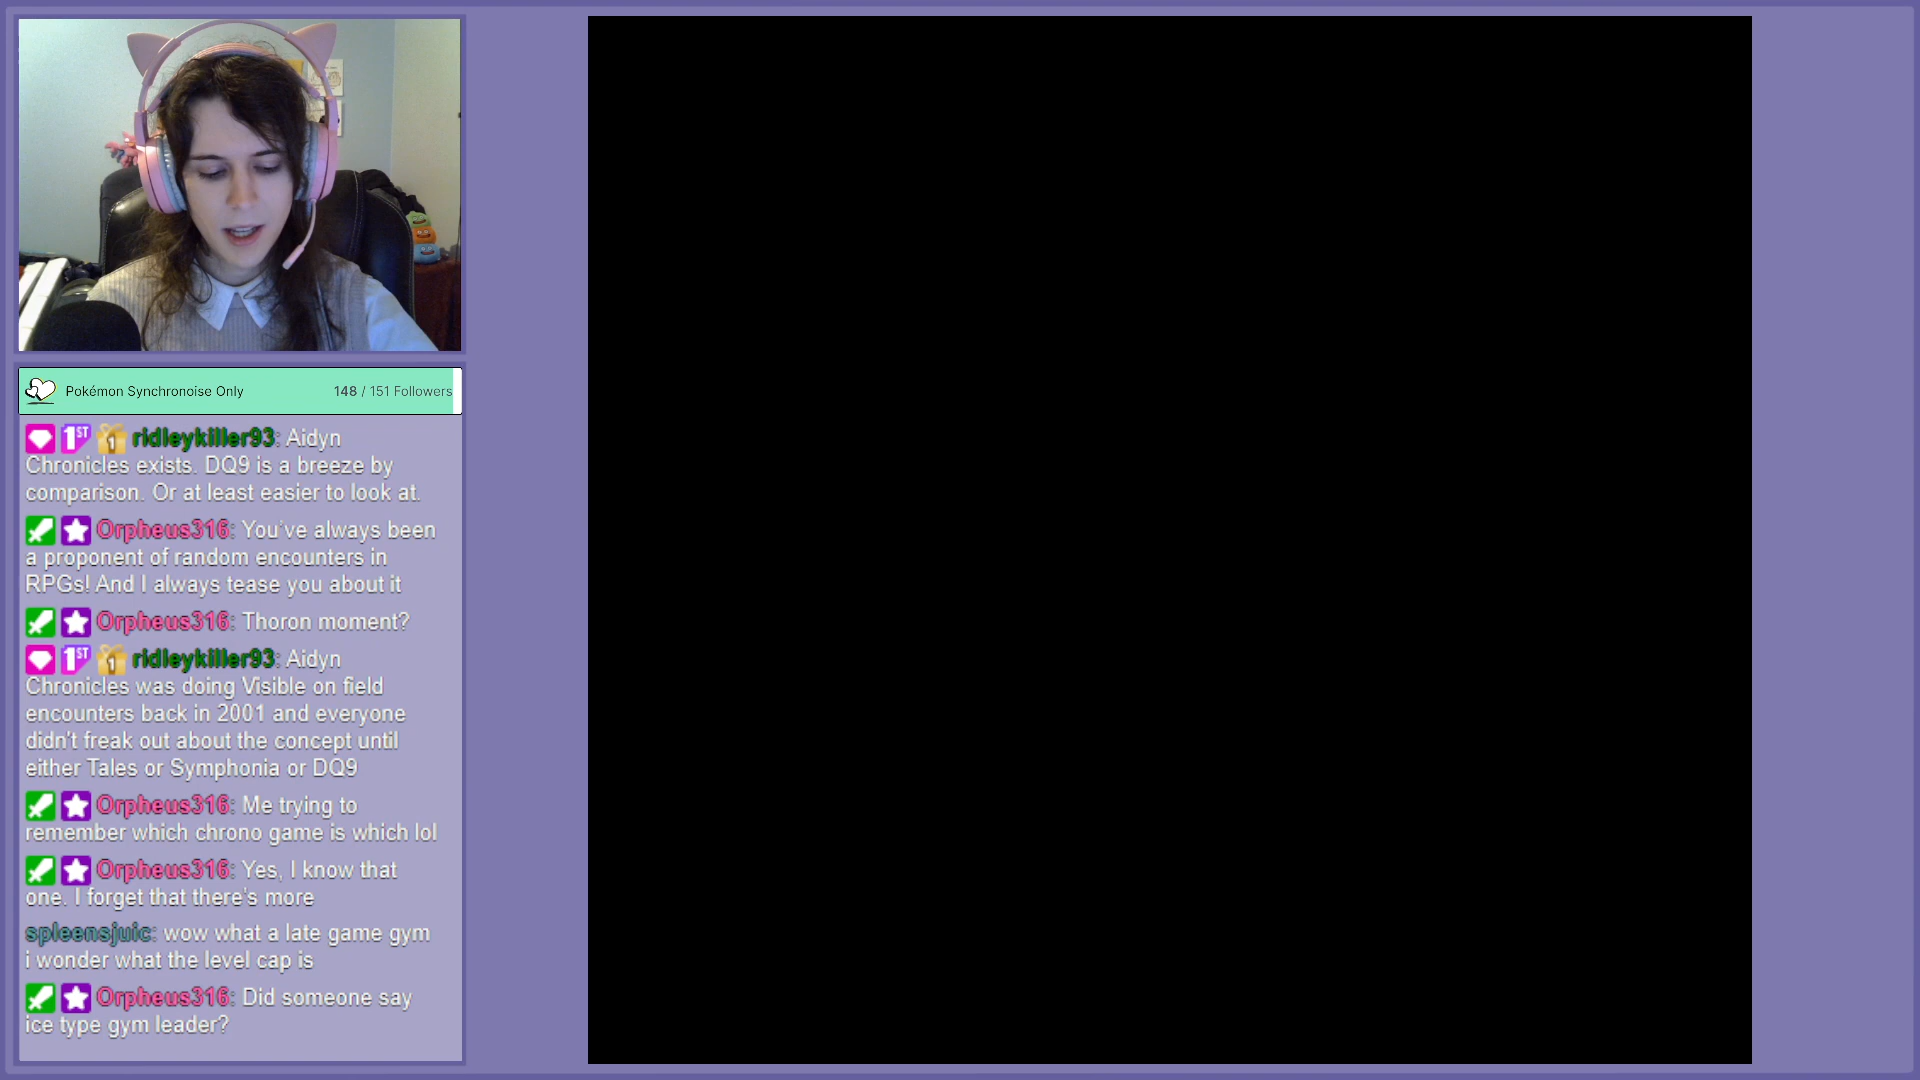 Pokémon Synchronoise Only 148 / 151 Followers
1ST 1 ridleykiller93: Aidyn
Chronicles exists. DQ9 is a breeze by
comparison. Or at least easier to look at.
Orpheus316: You've always been
a proponent of random encounters in
RPGs! And I always tease you about it
Orpheus316: Thoron moment?
1ST 1 ridleykiller93: Aidyn
Chronicles was doing Visible on field
encounters back in 2001 and everyone
didn't freak out about the concept until
either Tales or Symphonia or DQ9
Orpheus316: Me trying to
remember which chrono game is which lol
Orpheus316: Yes, I know that
one. I forget that there's more
spleensjuic: wow what a late game gym
i wonder what the level cap is
Orpheus316: Did someone say
ice type gym leader?